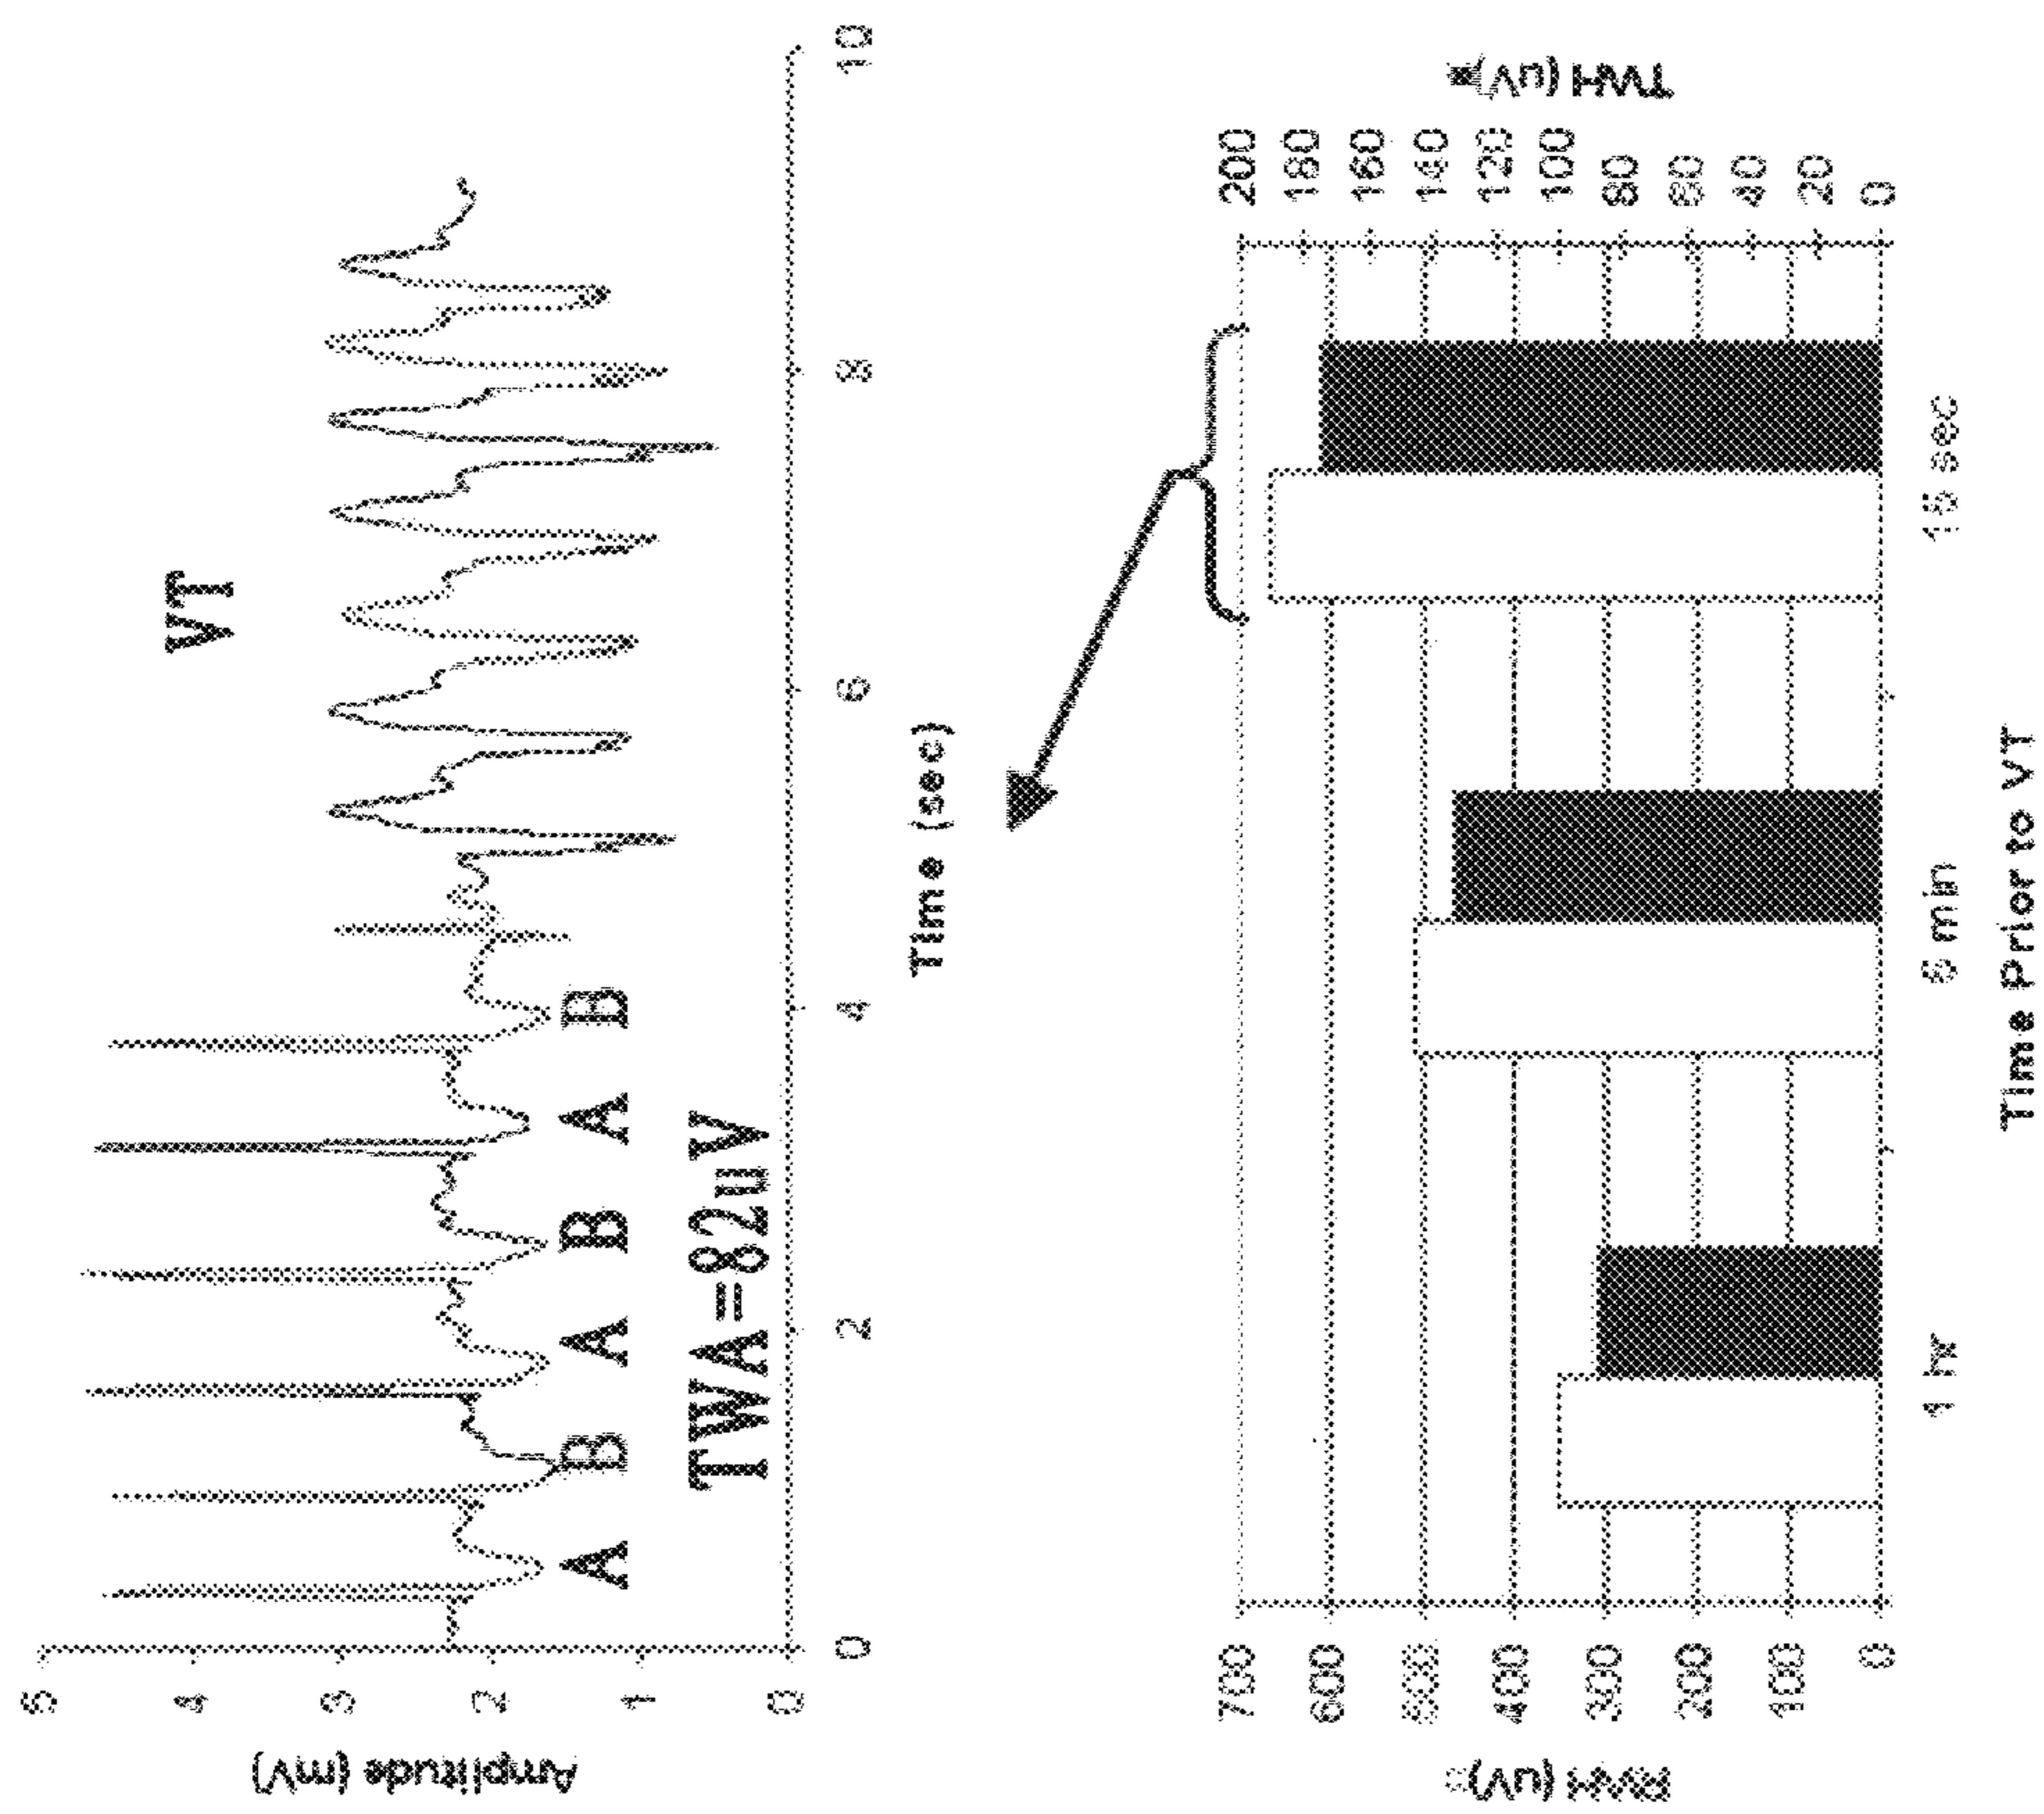 Amplitude (mV)
5
4
3
2
1
0
VT
A B A B A B
TWA=82uV
0 2 4 6 8 10
Time (sec)
RWH (uV)□
700
600
500
400
300
200
100
0
TWH (uV)■
200
180
160
140
120
100
80
60
40
20
0
1 hr 5 min 15 sec
Time Prior to VT